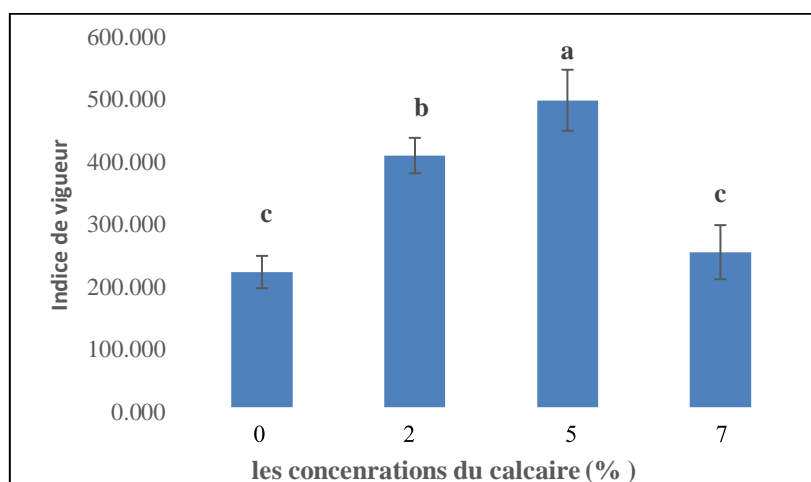 600.000
500.000
400.000
300.000
200.000
100.000
0.000
Indice de vigueur
c
b
a
c
0 2 5 7
les concenrations du calcaire (% )